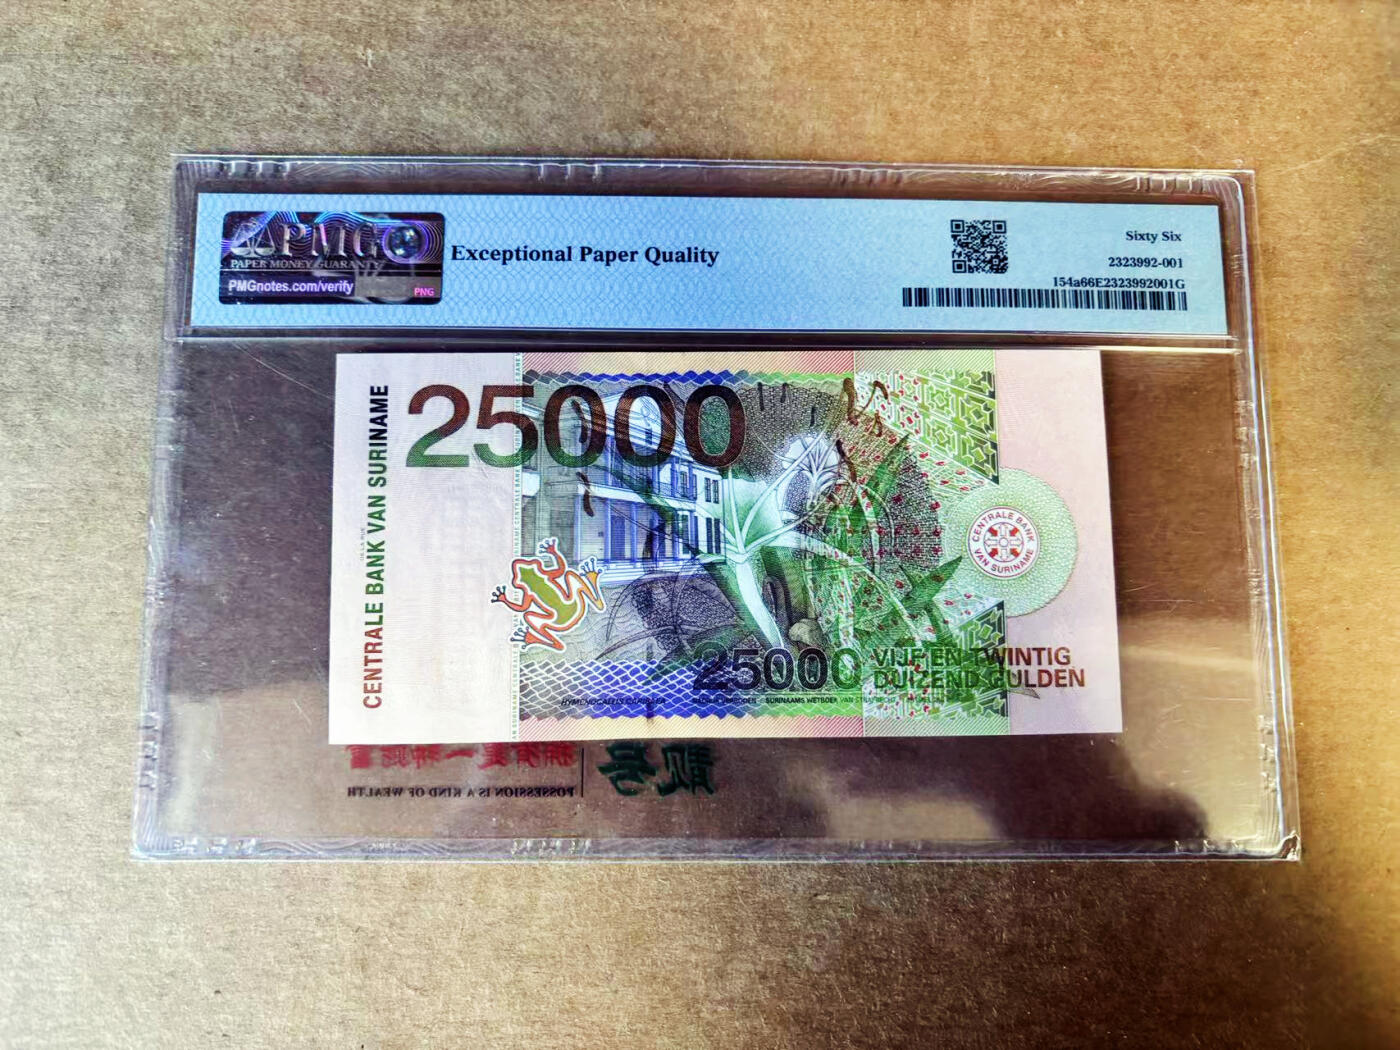 PMG
PAPER MONEY GUARANTY
PMGnotes.com/verify
PNG
Exceptional Paper Quality
Sixty Six
2323992-001
154a66E2323992001G
CENTRALE BANK VAN SURINAME
25000
CENTRALE BANK
VAN SURINAME
25000
VIJF EN TWINTIG
DUIZEND GULDEN
POSSESSION IS A KIND OF WEALTH